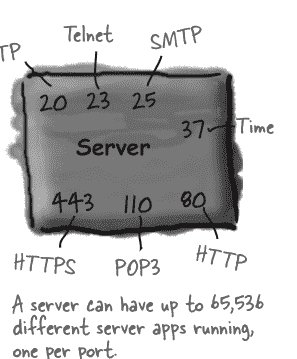 Telnet
SMTP
TP
20 23 25
37
Time
Server
443 110 80
HTTPS
POP3
HTTP
A server can have up to 65,536
different server apps running,
one per port.